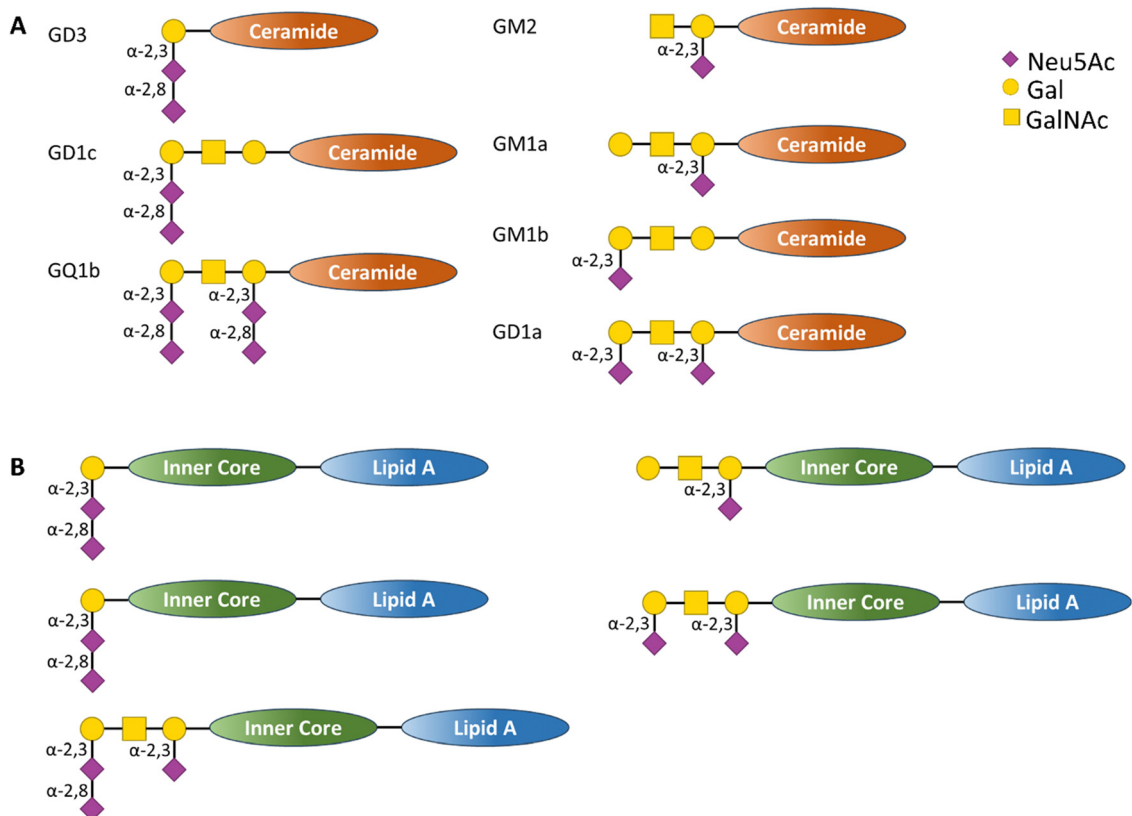 A
GD3
Ceramide
α-2,3
α-2,8
GD1c
Ceramide
α-2,3
α-2,8
GQ1b
Ceramide
α-2,3
α-2,3
α-2,8
α-2,8
GM2
Ceramide
α-2,3
GM1a
Ceramide
α-2,3
GM1b
Ceramide
α-2,3
GD1a
Ceramide
α-2,3
α-2,3
Neu5Ac
Gal
GalNAc
B
Inner Core
Lipid A
α-2,3
α-2,8
Inner Core
Lipid A
α-2,3
α-2,8
Inner Core
Lipid A
α-2,3
α-2,3
α-2,8
Inner Core
Lipid A
α-2,3
Inner Core
Lipid A
α-2,3
α-2,3